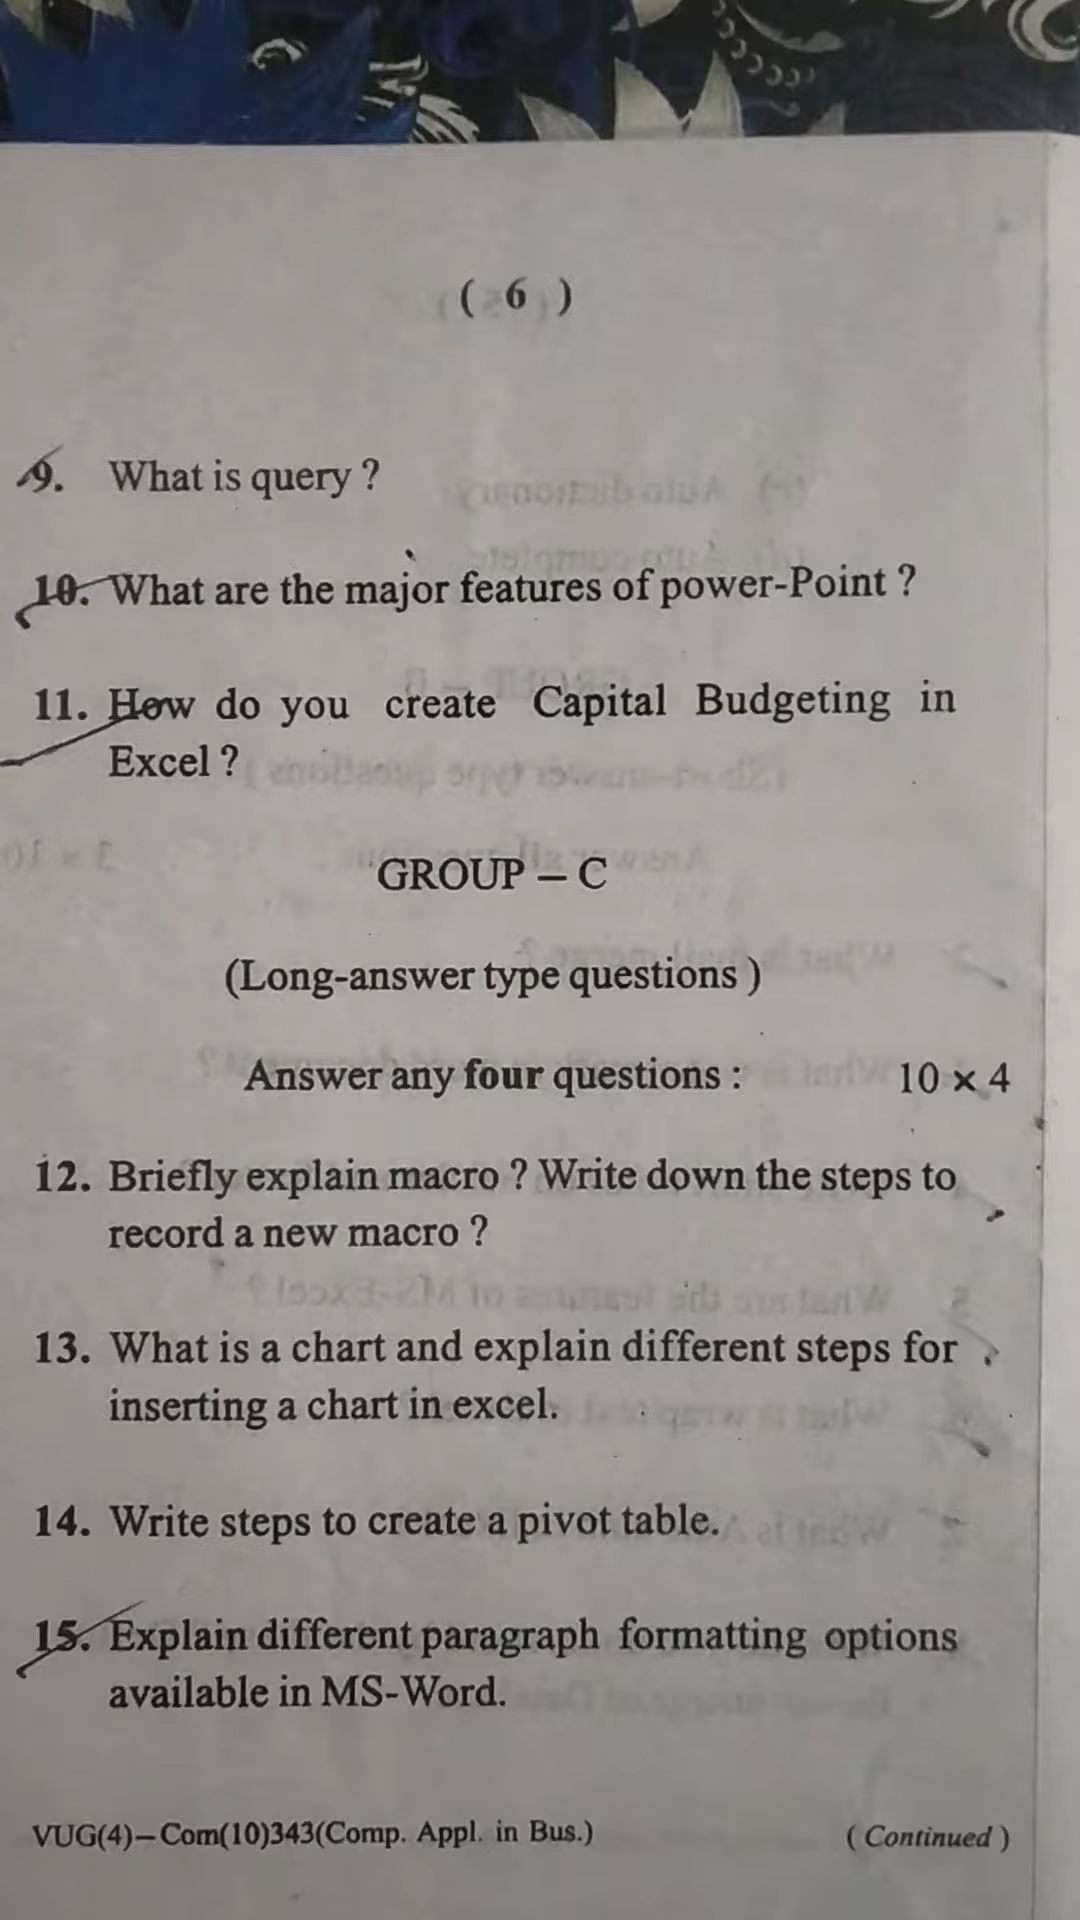 ( 6 )
9. What is query ?
10. What are the major features of power-Point ?
11. How do you create Capital Budgeting in
Excel ?
GROUP – C
(Long-answer type questions )
Answer any four questions : 10 × 4
12. Briefly explain macro ? Write down the steps to
record a new macro ?
13. What is a chart and explain different steps for
inserting a chart in excel.
14. Write steps to create a pivot table.
15. Explain different paragraph formatting options
available in MS-Word.
VUG(4)–Com(10)343(Comp. Appl. in Bus.) ( Continued )